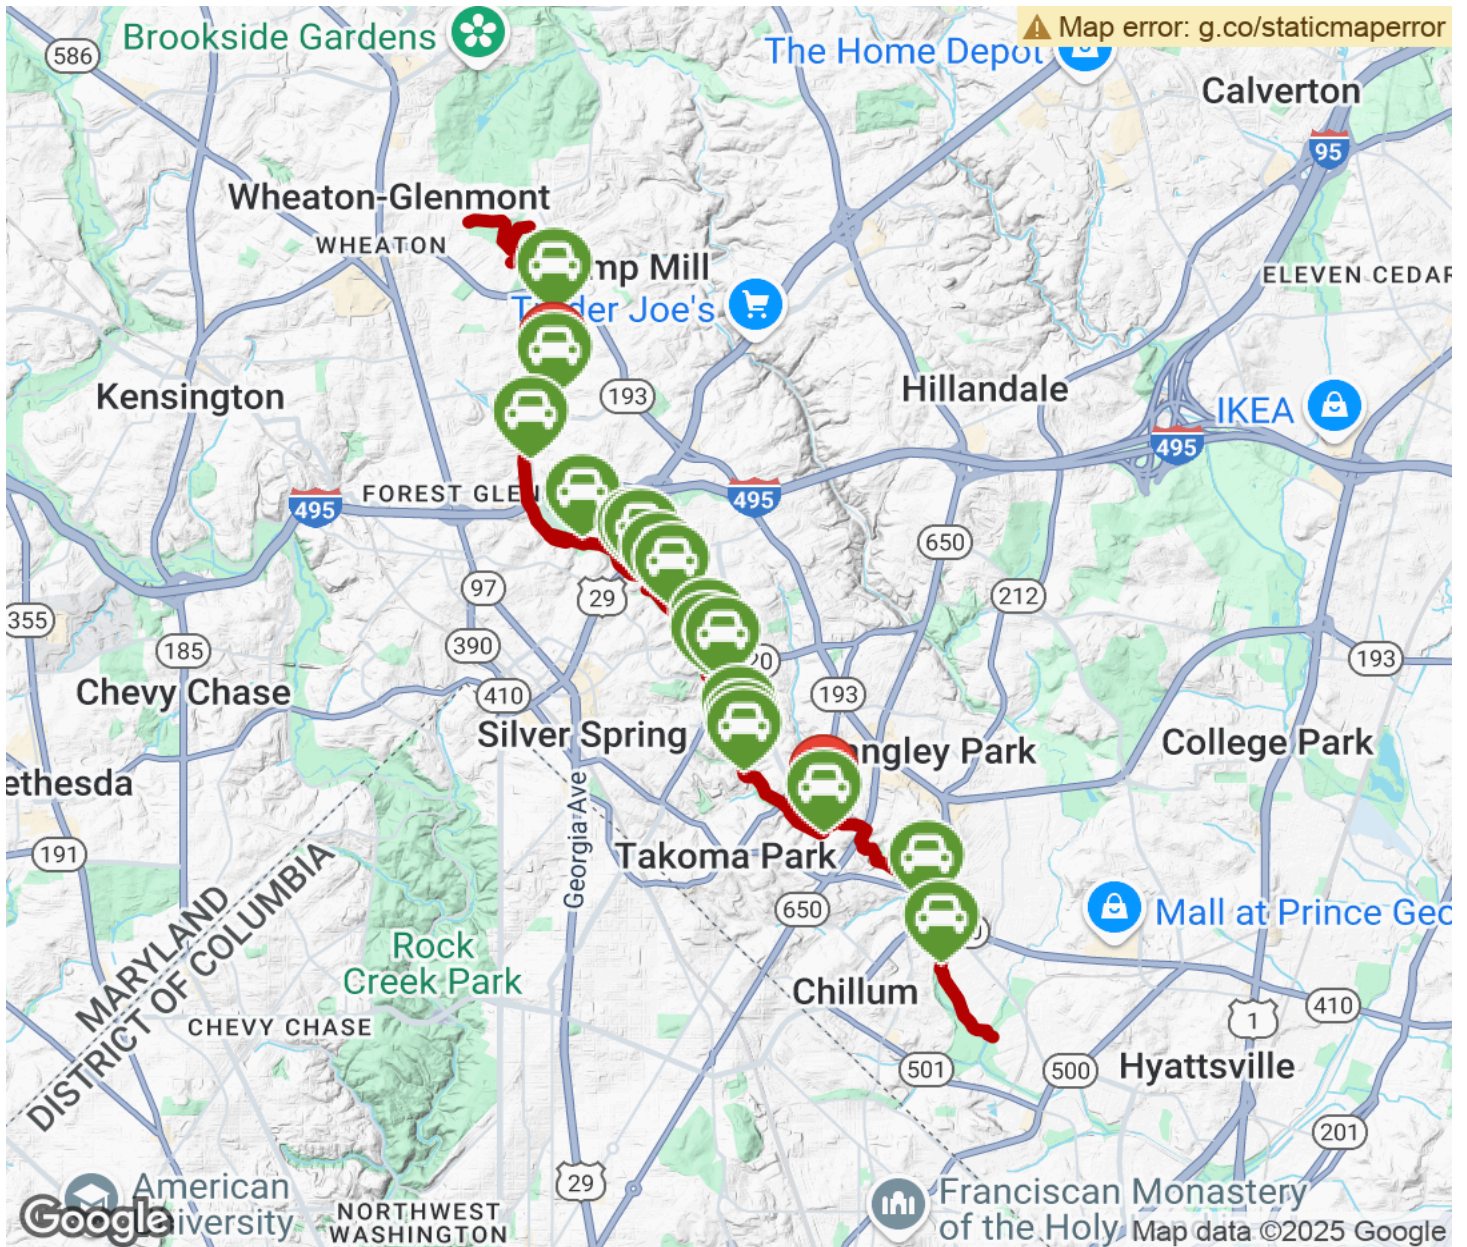 Brookside Gardens
Map error: g.co/staticmaperror
586
The Home Depot
Calverton
95
Wheaton-Glenmont
WHEATON
mp Mill
ELEVEN CEDAR
Trader Joe's
Kensington
193
Hillandale
IKEA
495
FOREST GLEN
495
495
650
97
29
212
355
390
185
193
Chevy Chase
410
193
Silver Spring
angley Park
College Park
ethesda
Georgia Ave
191
Takoma Park
650
Mall at Prince Geo
MARYLAND
DISTRICT OF COLUMBIA
Rock
Creek Park
Chillum
410
1
CHEVY CHASE
501
500
Hyattsville
201
29
American
University
NORTHWEST
WASHINGTON
Franciscan Monastery
of the Holy
Google
Map data ©2025 Google